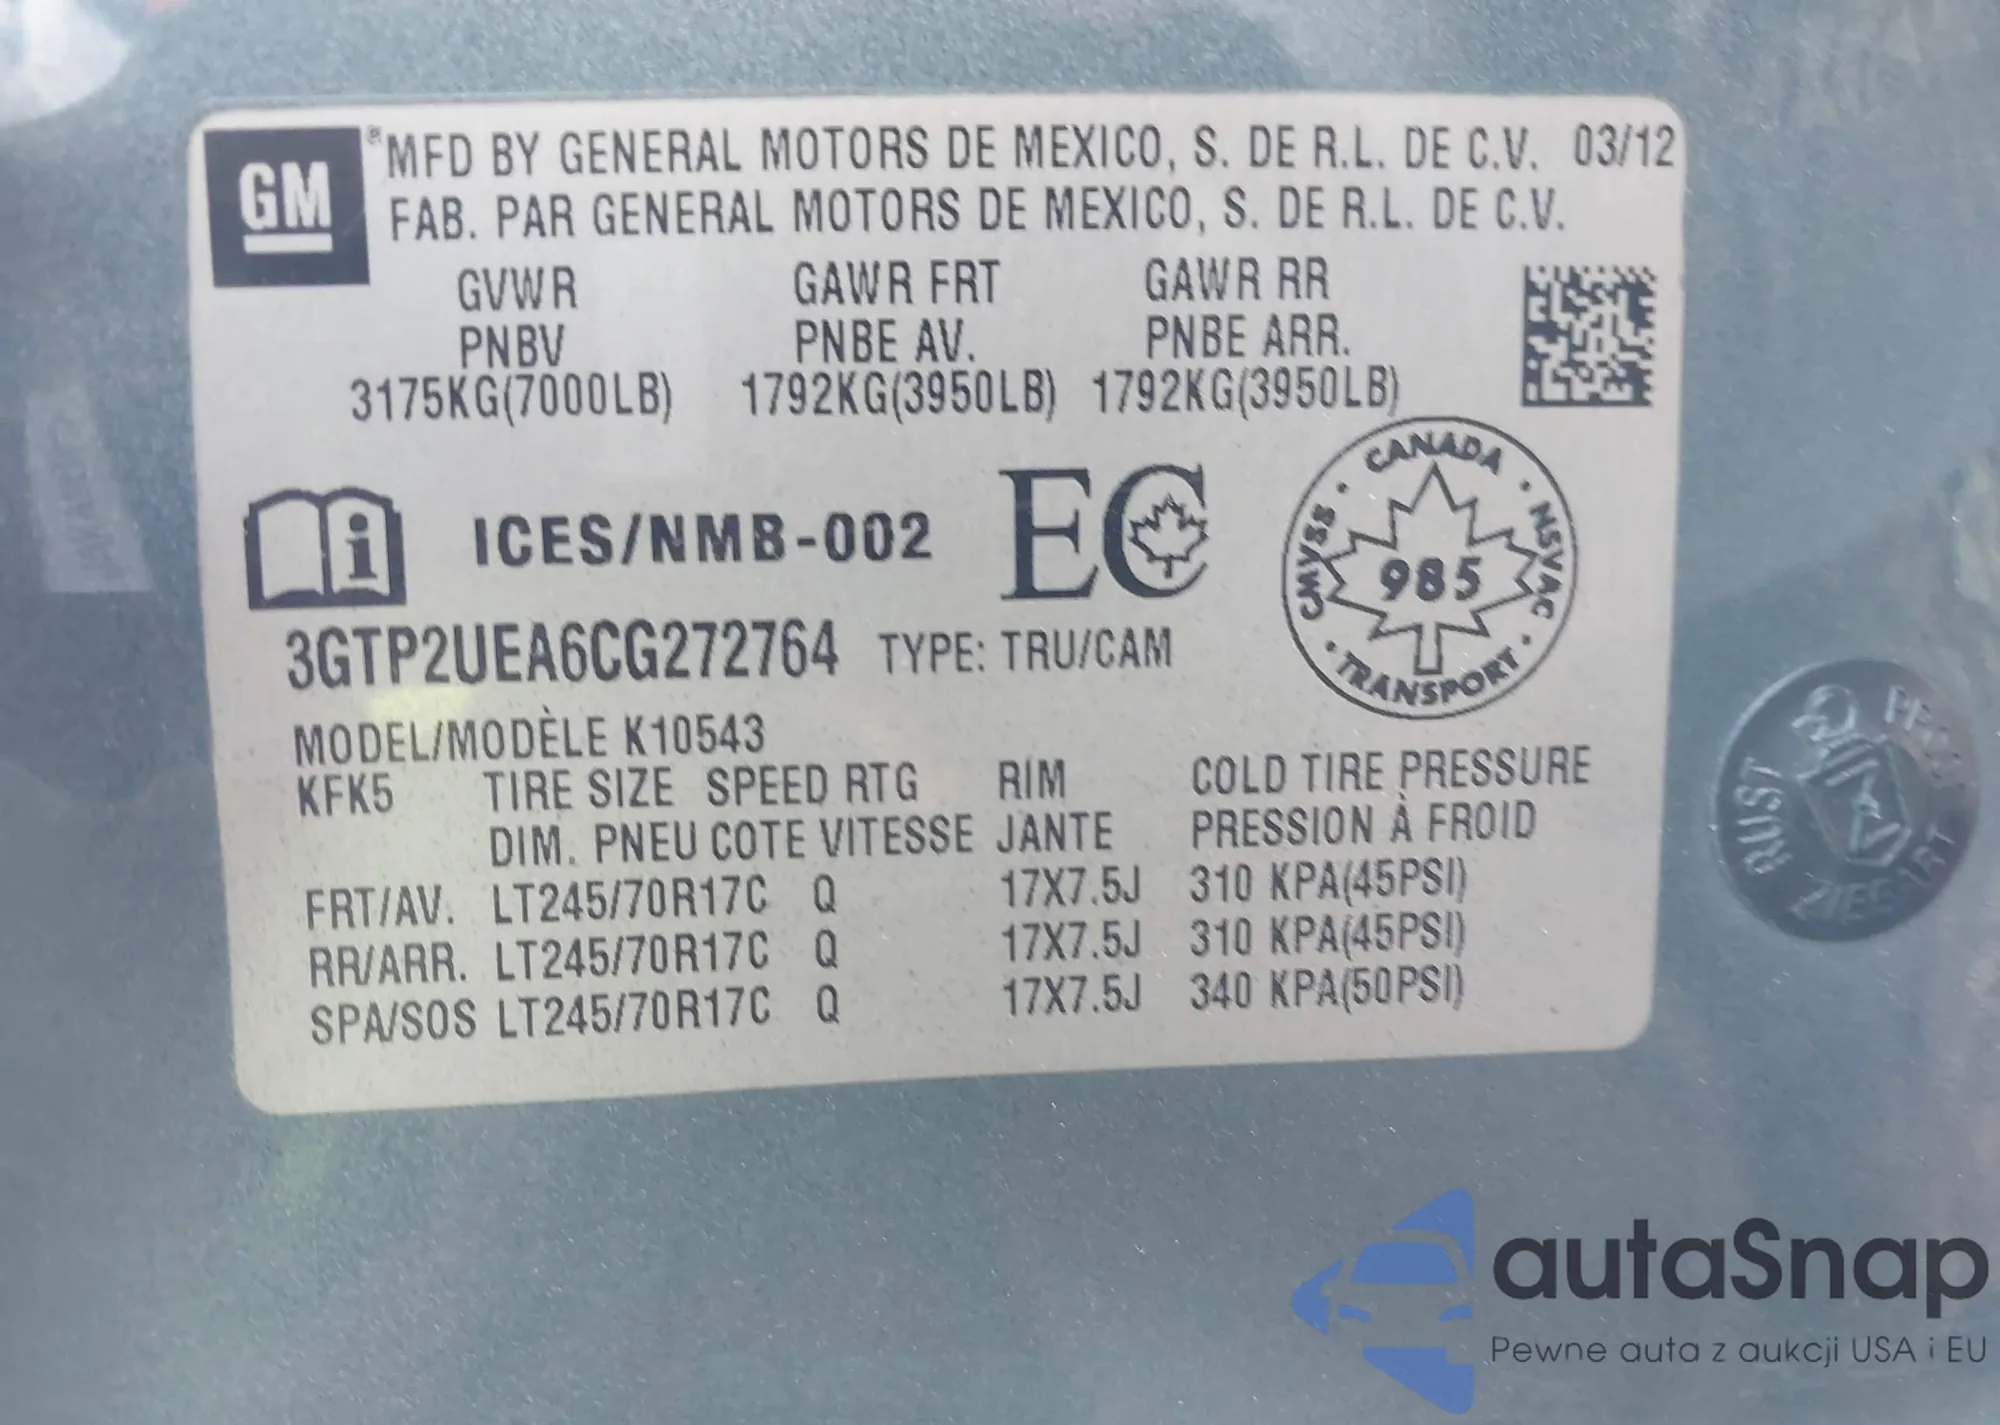 GM
® MFD BY GENERAL MOTORS DE MEXICO, S. DE R.L. DE C.V. 03/12
FAB. PAR GENERAL MOTORS DE MEXICO, S. DE R.L. DE C.V.
GVWR GAWR FRT GAWR RR
PNBV PNBE AV. PNBE ARR.
3175KG(7000LB) 1792KG(3950LB) 1792KG(3950LB)
i ICES/NMB-002 EC
CANADA · NSVAC · TRANSPORT · CMVSS ·
985
3GTP2UEA6CG272764 TYPE: TRU/CAM
MODEL/MODÈLE K10543
KFK5 TIRE SIZE SPEED RTG RIM COLD TIRE PRESSURE
DIM. PNEU COTE VITESSE JANTE PRESSION À FROID
FRT/AV. LT245/70R17C Q 17X7.5J 310 KPA(45PSI)
RR/ARR. LT245/70R17C Q 17X7.5J 310 KPA(45PSI)
SPA/SOS LT245/70R17C Q 17X7.5J 340 KPA(50PSI)
RUST
autaSnap
Pewne auta z aukcji USA i EU